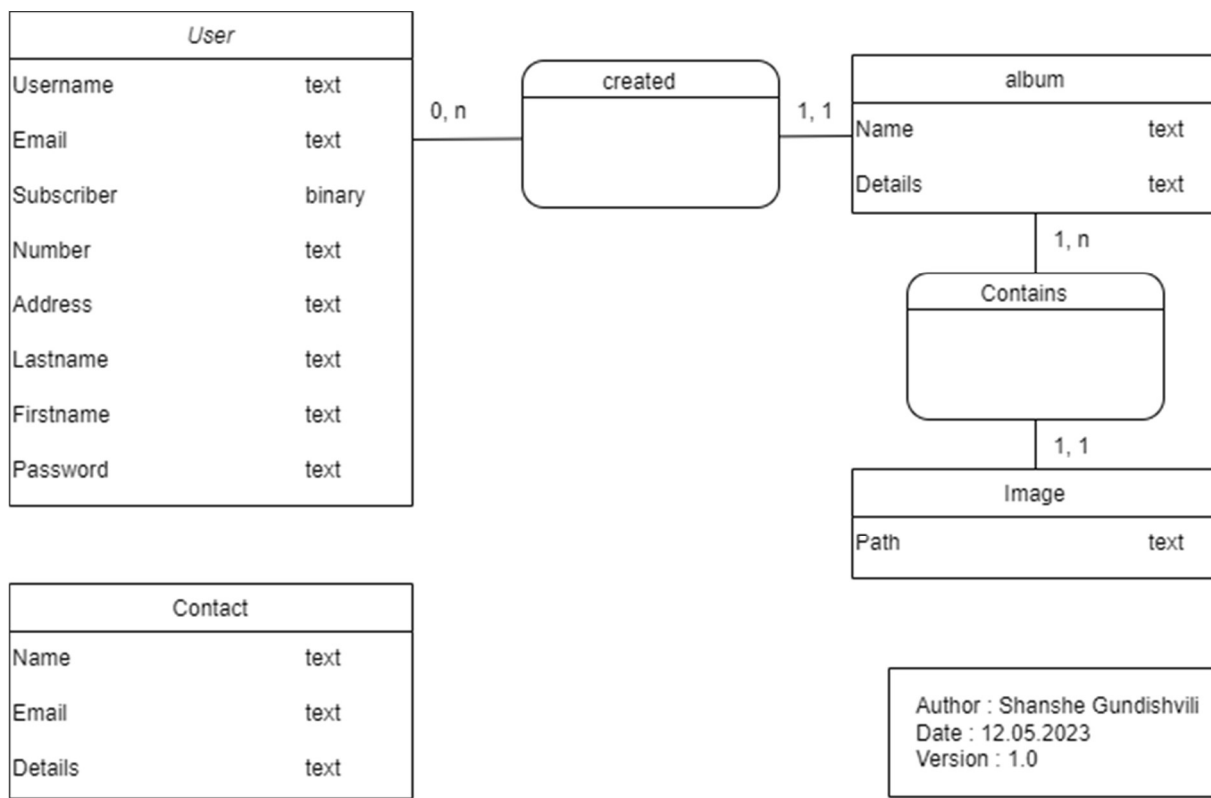 User
Username text
Email text
Subscriber binary
Number text
Address text
Lastname text
Firstname text
Password text
0, n
created
1, 1
album
Name text
Details text
1, n
Contains
1, 1
Image
Path text
Contact
Name text
Email text
Details text
Author : Shanshe Gundishvili
Date : 12.05.2023
Version : 1.0